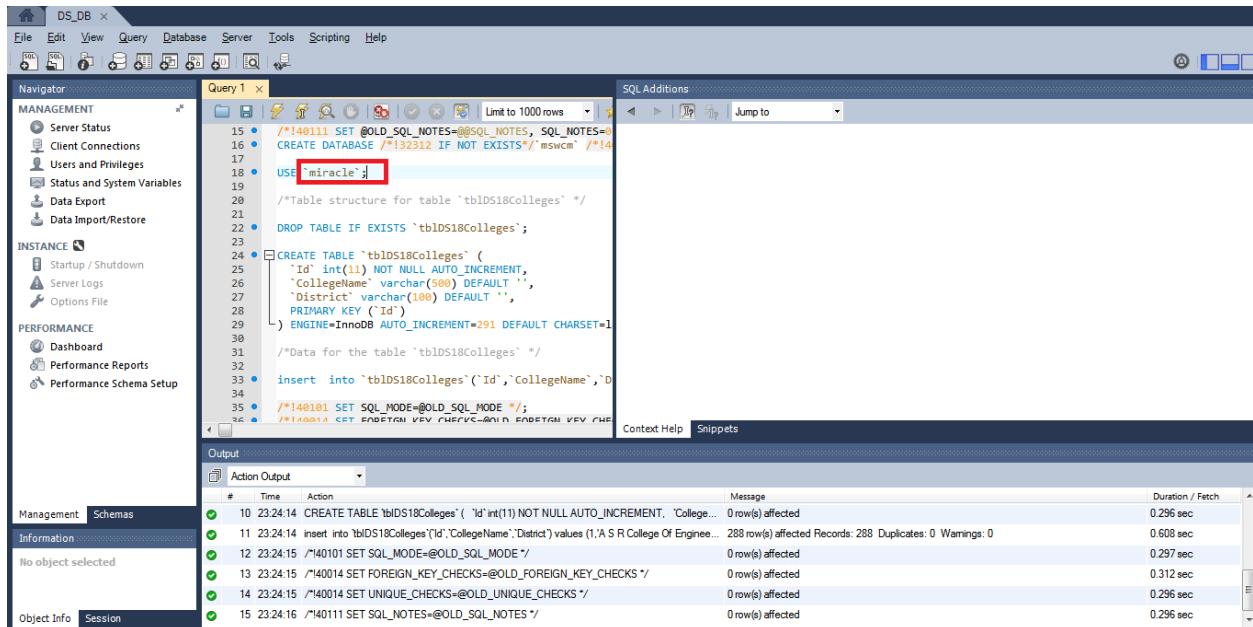 DS_DB ×
File Edit View Query Database Server Tools Scripting Help
Navigator
MANAGEMENT
Server Status
Client Connections
Users and Privileges
Status and System Variables
Data Export
Data Import/Restore
INSTANCE
Startup / Shutdown
Server Logs
Options File
PERFORMANCE
Dashboard
Performance Reports
Performance Schema Setup
Management Schemas
Information
No object selected
Object Info Session
Query 1 ×
Limit to 1000 rows
15 /*!40111 SET @OLD_SQL_NOTES=@@SQL_NOTES, SQL_NOTES=0
16 CREATE DATABASE /*!32312 IF NOT EXISTS*/`mswcm` /*!4
17
18 USE `miracle`;
19
20 /*Table structure for table `tblDS18Colleges` */
21
22 DROP TABLE IF EXISTS `tblDS18Colleges`;
23
24 CREATE TABLE `tblDS18Colleges` (
25 `Id` int(11) NOT NULL AUTO_INCREMENT,
26 `CollegeName` varchar(500) DEFAULT '',
27 `District` varchar(100) DEFAULT '',
28 PRIMARY KEY (`Id`)
29 ) ENGINE=InnoDB AUTO_INCREMENT=291 DEFAULT CHARSET=l
30
31 /*Data for the table `tblDS18Colleges` */
32
33 insert into `tblDS18Colleges`(`Id`,`CollegeName`,`D
34
35 /*!40101 SET SQL_MODE=@OLD_SQL_MODE */;
36 /*!40014 SET FOREIGN_KEY_CHECKS=@OLD_FOREIGN_KEY_CHE
SQL Additions
Jump to
Context Help Snippets
Output
Action Output
# Time Action Message Duration / Fetch
10 23:24:14 CREATE TABLE `tblDS18Colleges` ( `Id` int(11) NOT NULL AUTO_INCREMENT, `College... 0 row(s) affected 0.296 sec
11 23:24:14 insert into `tblDS18Colleges`(`Id`,`CollegeName`,`District`) values (1,'A S R College Of Enginee... 288 row(s) affected Records: 288 Duplicates: 0 Warnings: 0 0.608 sec
12 23:24:15 /*!40101 SET SQL_MODE=@OLD_SQL_MODE */ 0 row(s) affected 0.297 sec
13 23:24:15 /*!40014 SET FOREIGN_KEY_CHECKS=@OLD_FOREIGN_KEY_CHECKS */ 0 row(s) affected 0.312 sec
14 23:24:15 /*!40014 SET UNIQUE_CHECKS=@OLD_UNIQUE_CHECKS */ 0 row(s) affected 0.296 sec
15 23:24:16 /*!40111 SET SQL_NOTES=@OLD_SQL_NOTES */ 0 row(s) affected 0.296 sec